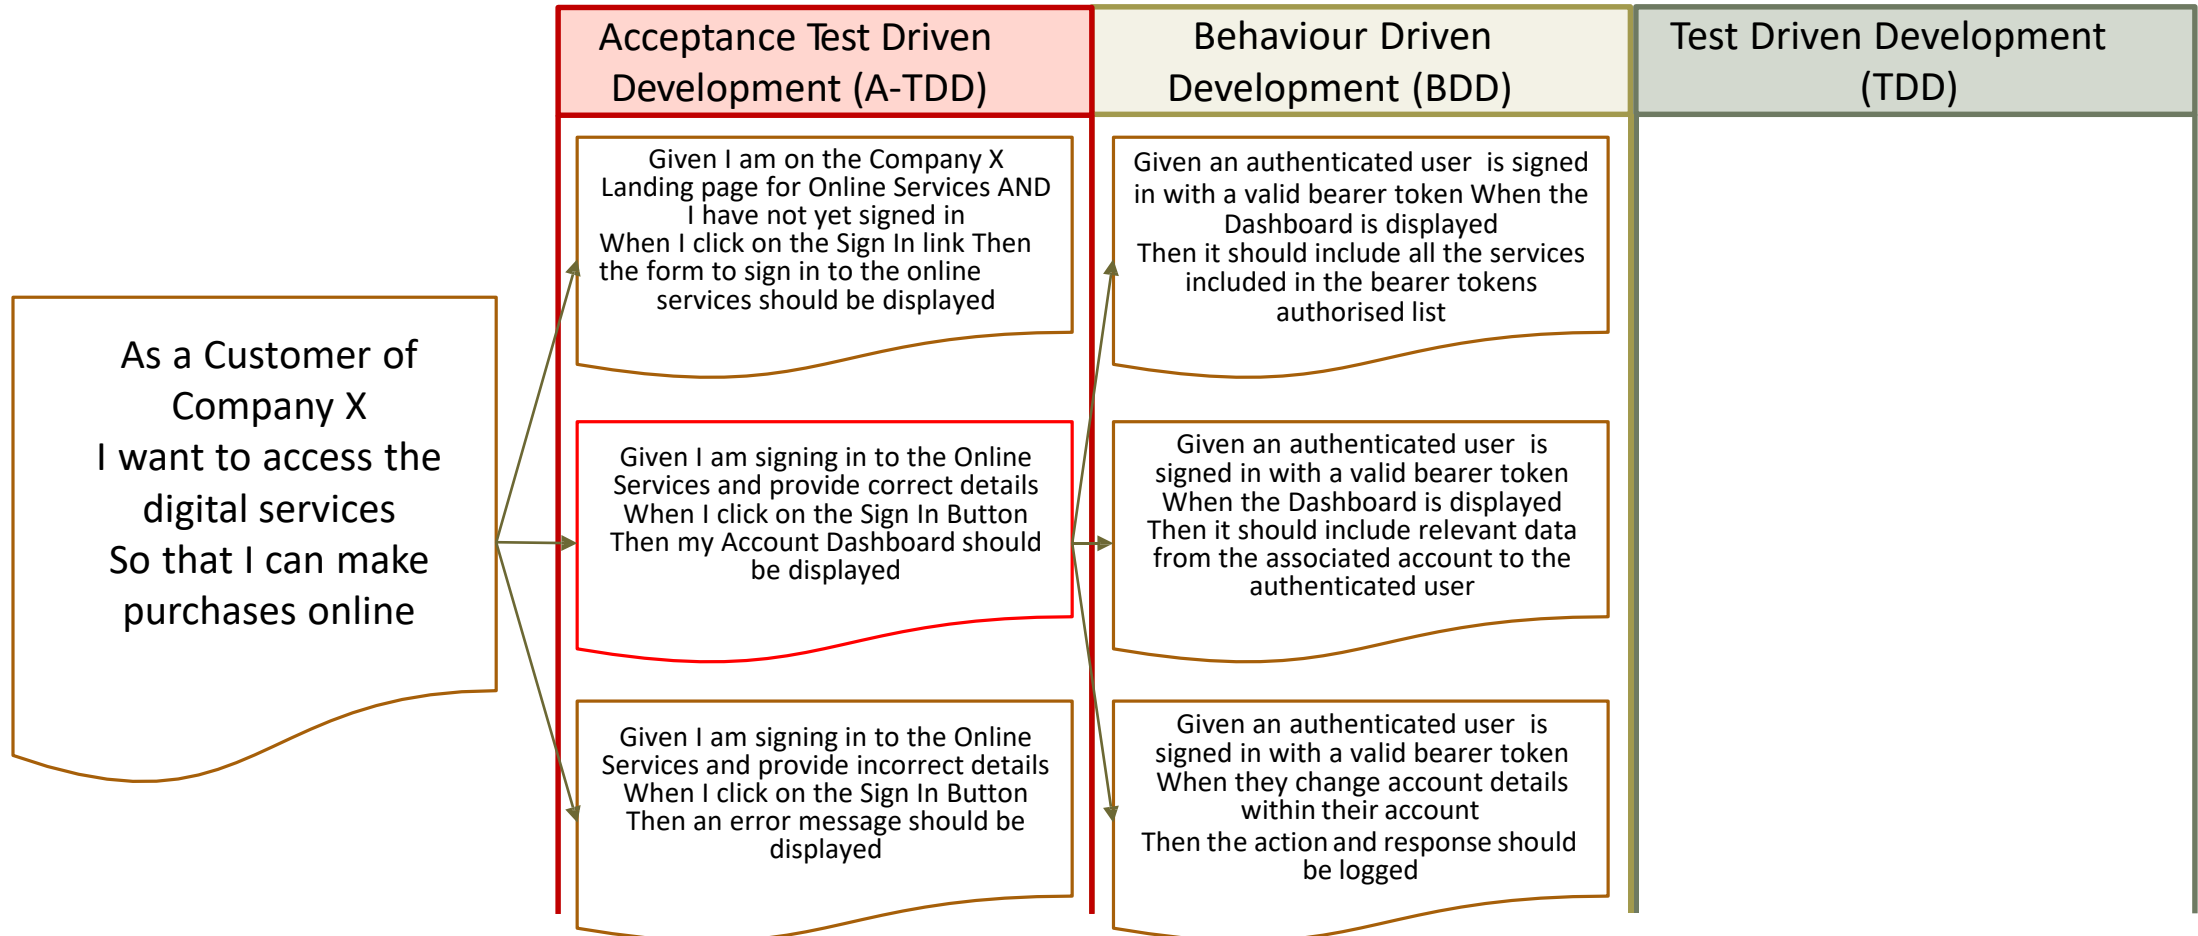 Acceptance Test Driven
Development (A-TDD)
Behaviour Driven
Development (BDD)
Test Driven Development
(TDD)
As a Customer of
Company X
I want to access the
digital services
So that I can make
purchases online
Given I am on the Company X
Landing page for Online Services AND
I have not yet signed in
When I click on the Sign In link Then
the form to sign in to the online
services should be displayed
Given I am signing in to the Online
Services and provide correct details
When I click on the Sign In Button
Then my Account Dashboard should
be displayed
Given I am signing in to the Online
Services and provide incorrect details
When I click on the Sign In Button
Then an error message should be
displayed
Given an authenticated user is signed
in with a valid bearer token When the
Dashboard is displayed
Then it should include all the services
included in the bearer tokens
authorised list
Given an authenticated user is
signed in with a valid bearer token
When the Dashboard is displayed
Then it should include relevant data
from the associated account to the
authenticated user
Given an authenticated user is
signed in with a valid bearer token
When they change account details
within their account
Then the action and response should
be logged